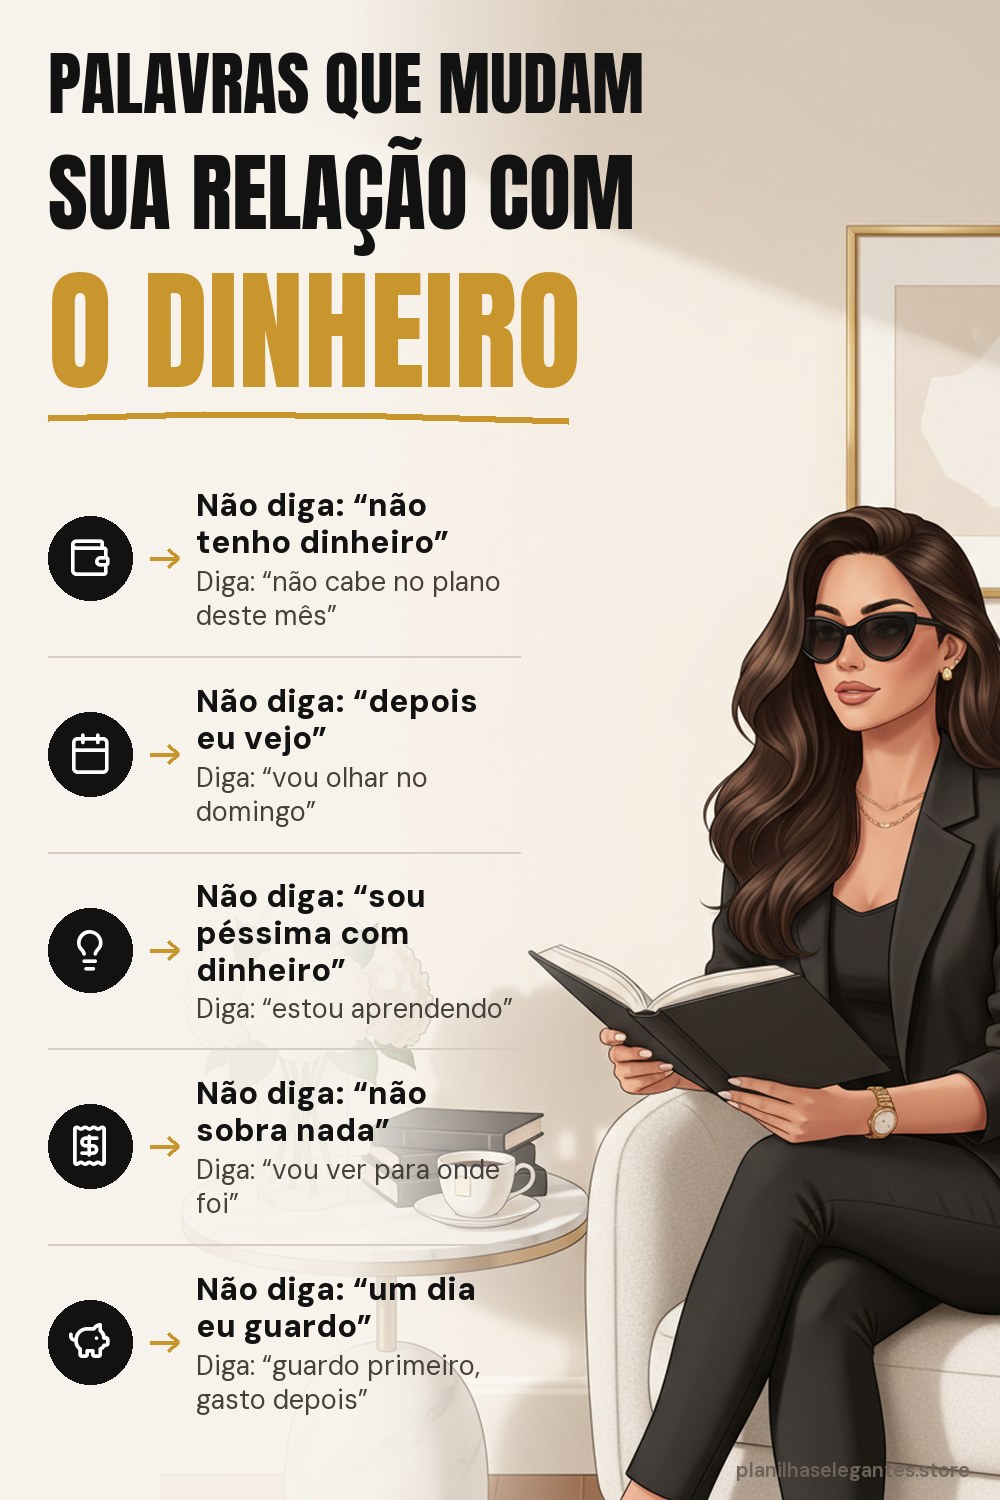 PALAVRAS QUE MUDAM
SUA RELAÇÃO COM
O DINHEIRO
Não diga: “não
tenho dinheiro”
Diga: “não cabe no plano
deste mês”
Não diga: “depois
eu vejo”
Diga: “vou olhar no
domingo”
Não diga: “sou
péssima com
dinheiro”
Diga: “estou aprendendo”
Não diga: “não
sobra nada”
Diga: “vou ver para onde
foi”
Não diga: “um dia
eu guardo”
Diga: “guardo primeiro,
gasto depois”
planilhaselegantes.store